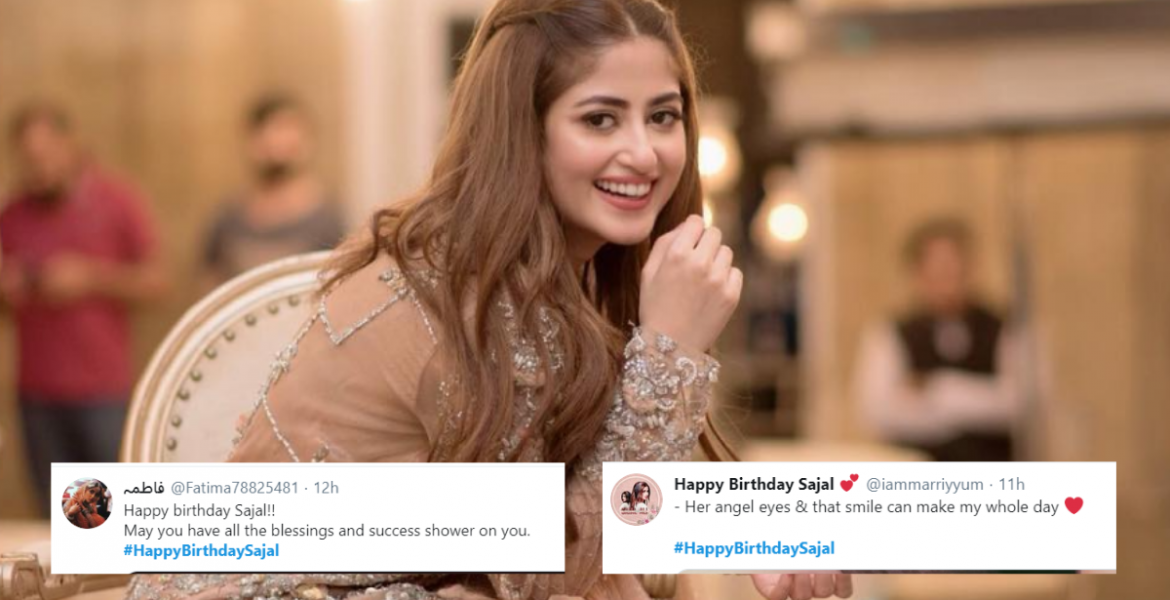 فاطمہ @Fatima78825481 · 12h
Happy birthday Sajal!!
May you have all the blessings and success shower on you.
#HappyBirthdaySajal
Happy Birthday Sajal 💕 @iammarriyyum · 11h
- Her angel eyes & that smile can make my whole day ❤️
#HappyBirthdaySajal